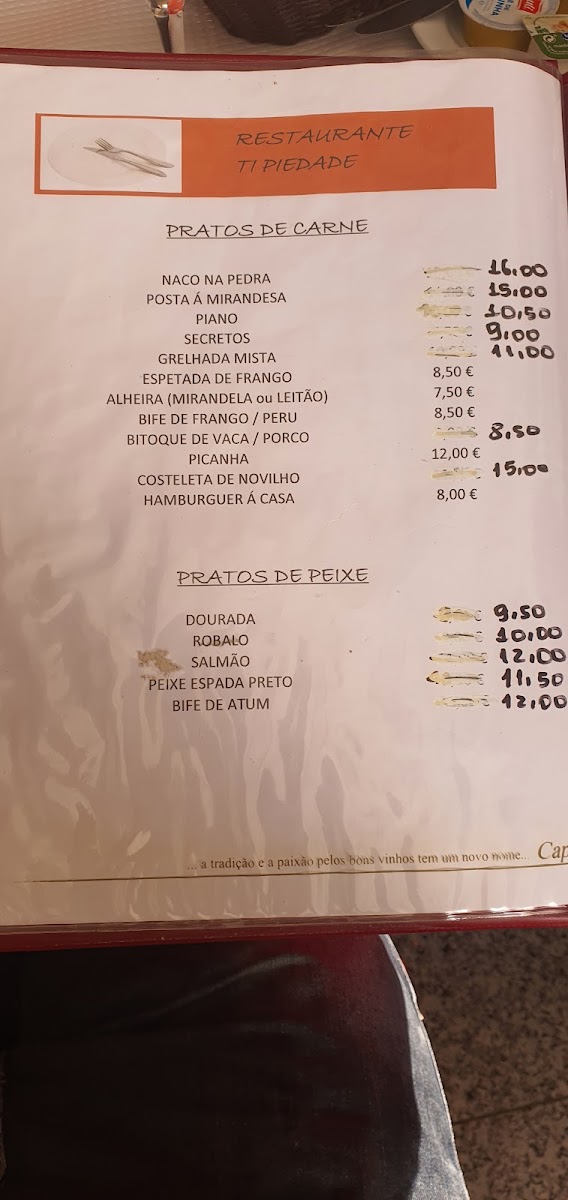 RESTAURANTE
TI PIEDADE
PRATOS DE CARNE
NACO NA PEDRA 16,00
POSTA Á MIRANDESA 15,00
PIANO 10,50
SECRETOS 9,00
GRELHADA MISTA 11,00
ESPETADA DE FRANGO 8,50 €
ALHEIRA (MIRANDELA ou LEITÃO) 7,50 €
BIFE DE FRANGO / PERU 8,50 €
BITOQUE DE VACA / PORCO 8,50
PICANHA 12,00 €
COSTELETA DE NOVILHO 15,00
HAMBURGUER Á CASA 8,00 €
PRATOS DE PEIXE
DOURADA 9,50
ROBALO 10,00
SALMÃO 12,00
PEIXE ESPADA PRETO 11,50
BIFE DE ATUM 12,00
... a tradição e a paixão pelos bons vinhos tem um novo nome... Cap